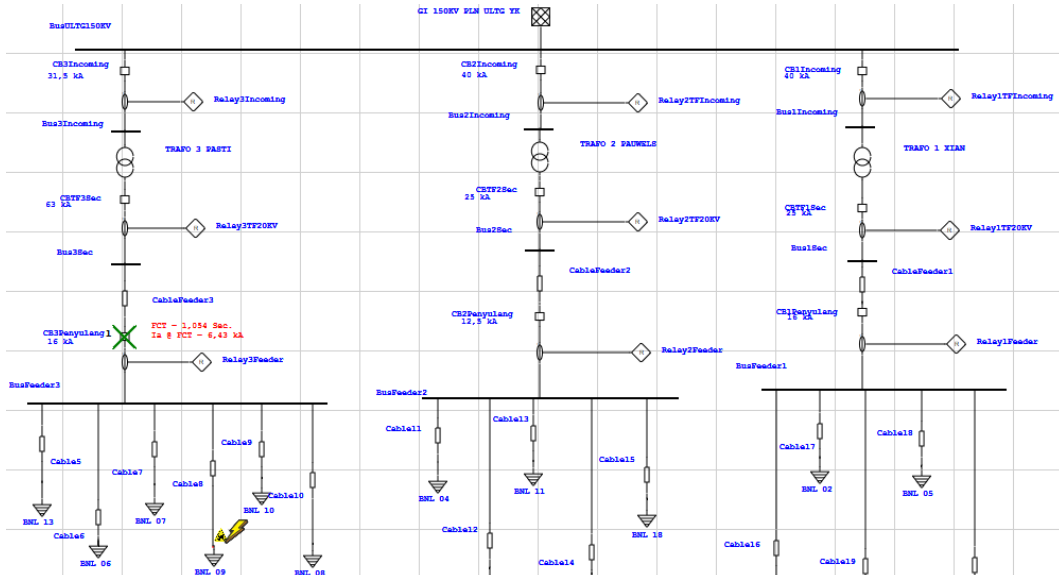 GI 150KV PLN ULTG YK
BusULTG150KV
CB3Incoming
31,5 kA
Relay3Incoming
Bus3Incoming
TRAFO 3 PASTI
CBTF3Sec
63 kA
Relay3TF20KV
Bus3Sec
CableFeeder3
CB3Penyulang
1
16 kA
FCT = 1,054 Sec.
Ia @ FCT = 6,43 kA
Relay3Feeder
BusFeeder3
Cable5
Cable6
Cable7
Cable8
Cable9
Cable10
BNL 13
BNL 06
BNL 07
BNL 09
BNL 10
BNL 08
CB2Incoming
40 kA
Relay2TFIncoming
Bus2Incoming
TRAFO 2 PAUWELS
CBTF2Sec
25 kA
Relay2TF20KV
Bus2Sec
CableFeeder2
CB2Penyulang
12,5 kA
Relay2Feeder
BusFeeder2
Cable11
Cable12
Cable13
Cable14
Cable15
BNL 04
BNL 11
BNL 18
CB1Incoming
40 kA
Relay1TFIncoming
Bus1Incoming
TRAFO 1 XIAN
CBTF1Sec
25 kA
Relay1TF20KV
Bus1Sec
CableFeeder1
CB1Penyulang
16 kA
Relay1Feeder
BusFeeder1
Cable16
Cable17
Cable18
Cable19
BNL 02
BNL 05